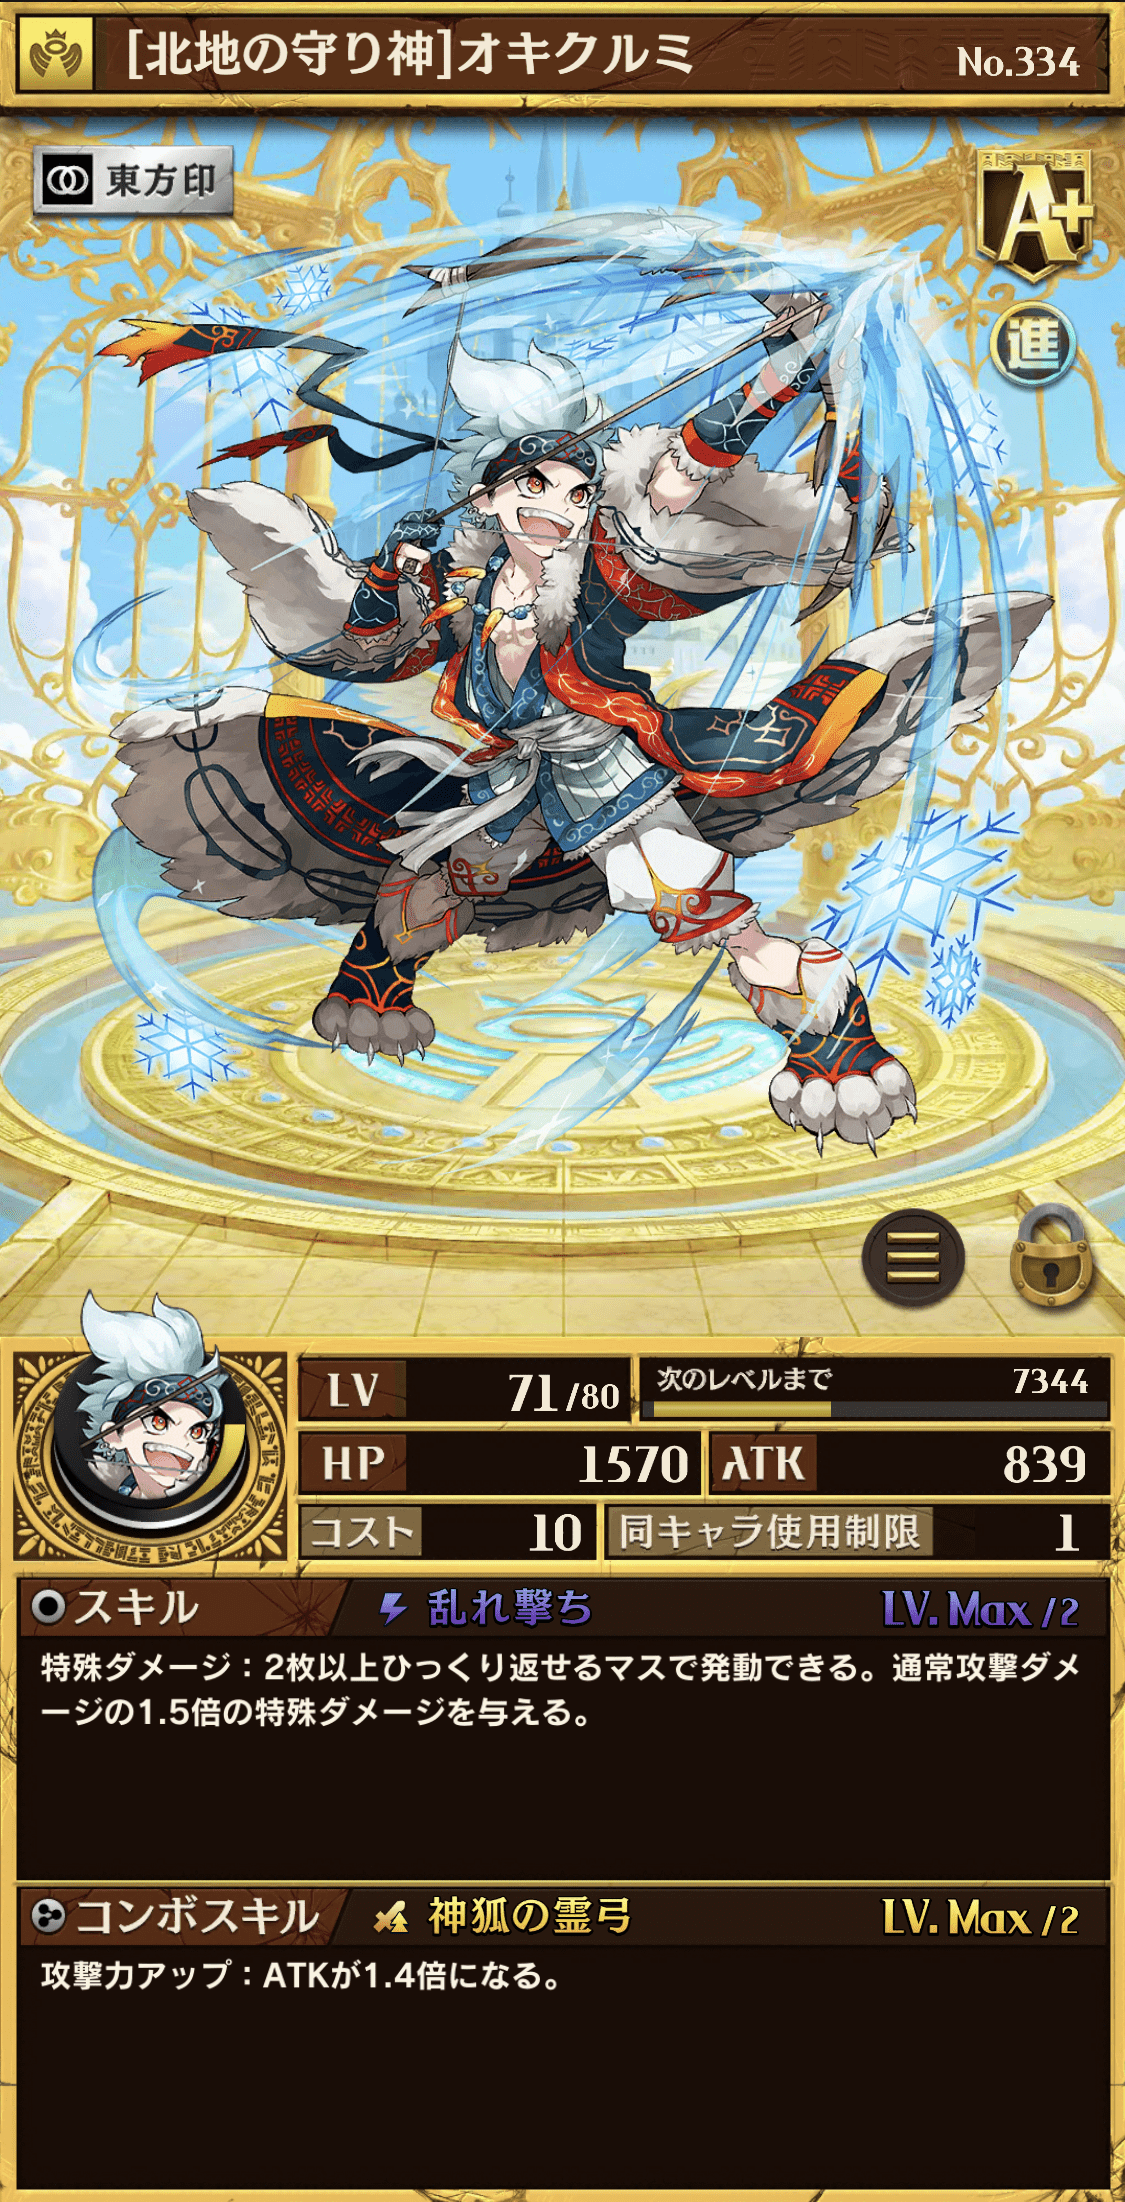 [北地の守り神]オキクルミ
No.334
東方印
A+
進
LV 71/80
次のレベルまで 7344
HP 1570
ATK 839
コスト 10
同キャラ使用制限 1
スキル 乱れ撃ち LV. Max /2
特殊ダメージ：2枚以上ひっくり返せるマスで発動できる。通常攻撃ダメ
ージの1.5倍の特殊ダメージを与える。
コンボスキル 神狐の霊弓 LV. Max /2
攻撃力アップ：ATKが1.4倍になる。